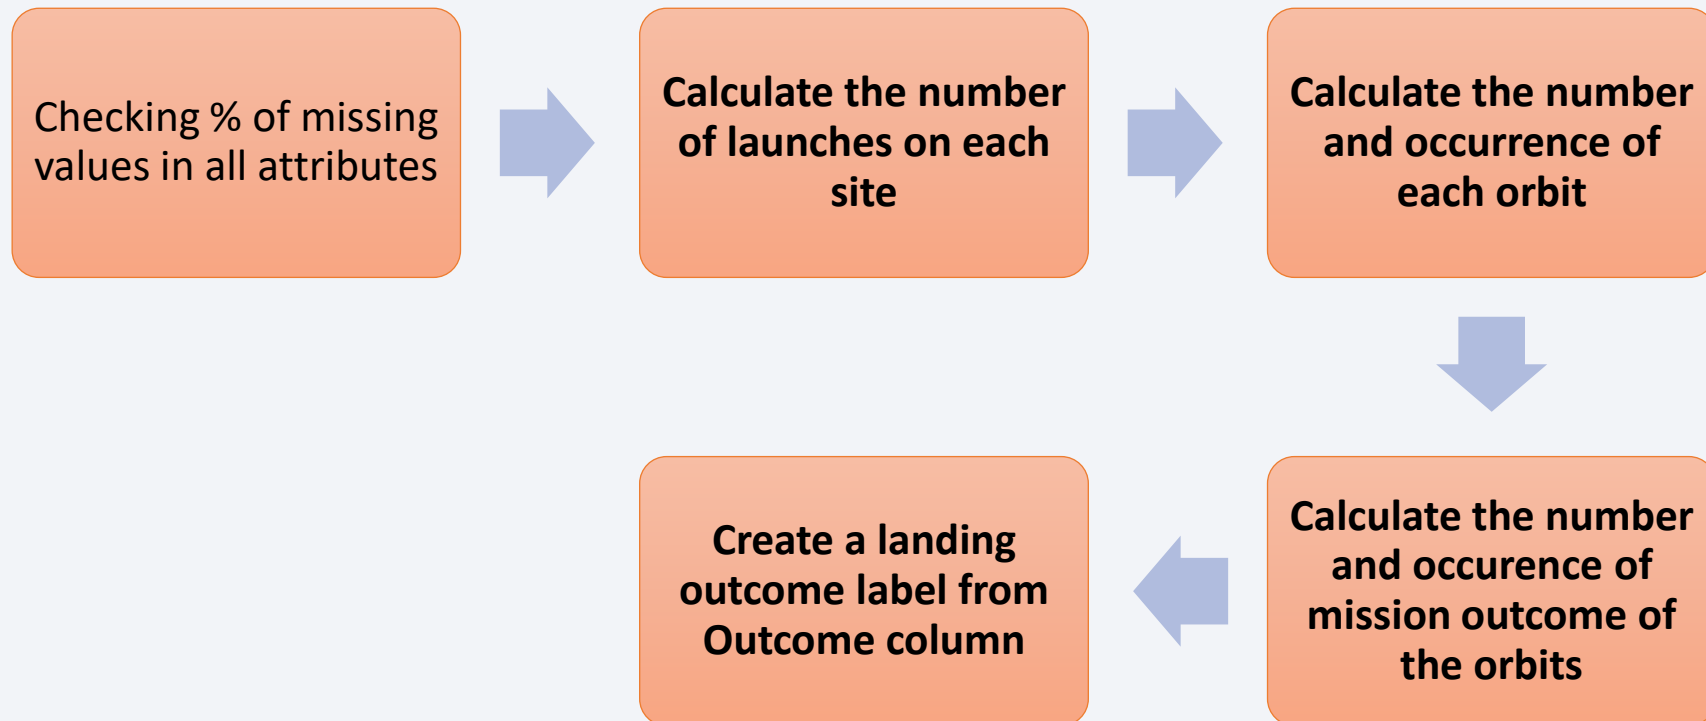 Checking % of missing
values in all attributes
Calculate the number
of launches on each
site
Calculate the number
and occurrence of
each orbit
Calculate the number
and occurence of
mission outcome of
the orbits
Create a landing
outcome label from
Outcome column